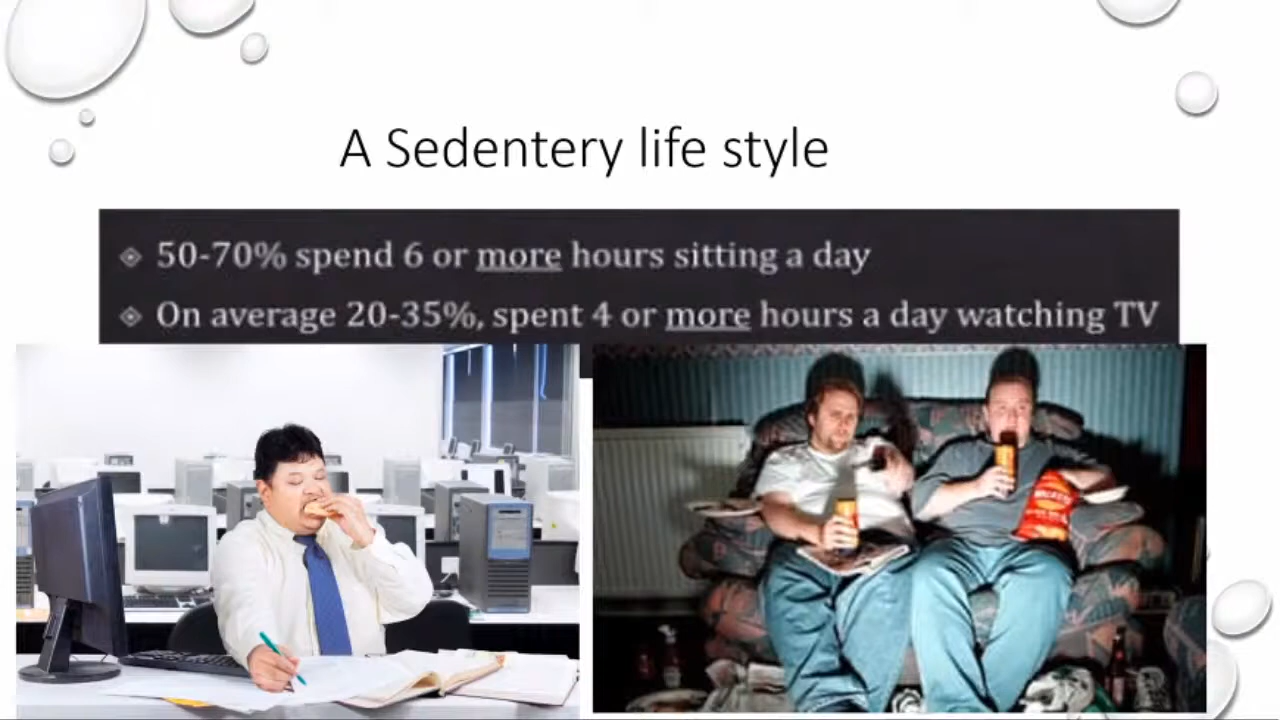 A Sedentery life style
50-70% spend 6 or more hours sitting a day
On average 20-35%, spent 4 or more hours a day watching TV